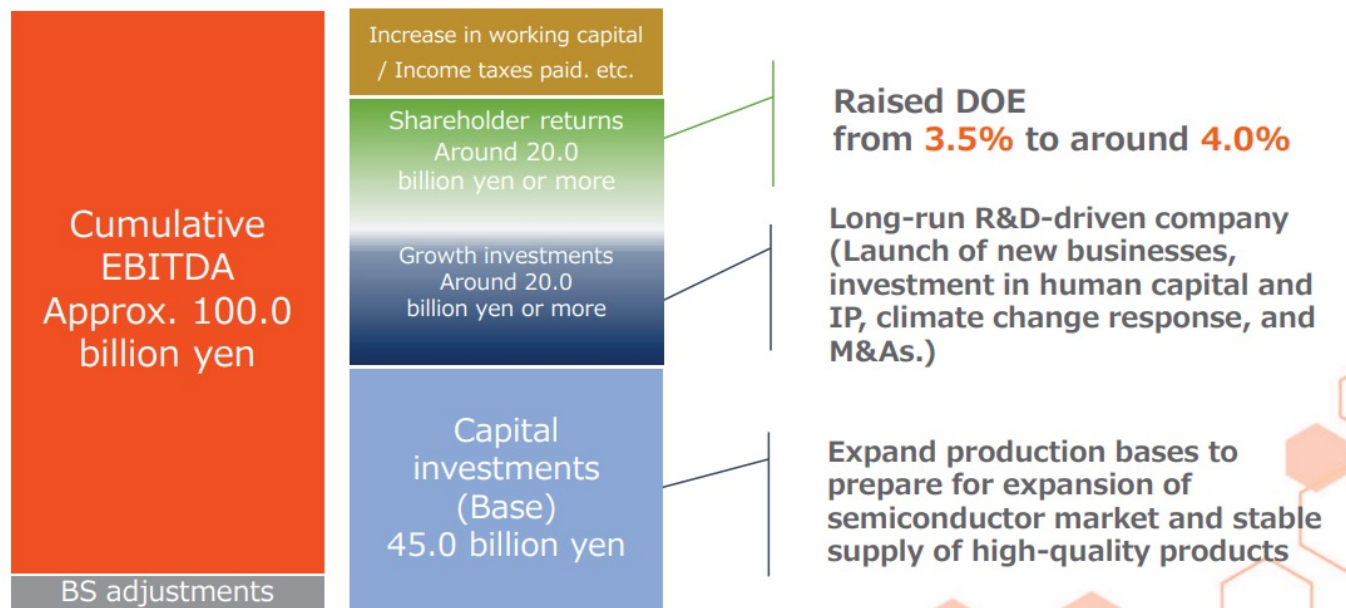 Cumulative
EBITDA
Approx. 100.0
billion yen
BS adjustments
Increase in working capital
/ Income taxes paid. etc.
Shareholder returns
Around 20.0
billion yen or more
Growth investments
Around 20.0
billion yen or more
Capital
investments
(Base)
45.0 billion yen
Raised DOE
from 3.5% to around 4.0%
Long-run R&D-driven company
(Launch of new businesses,
investment in human capital and
IP, climate change response, and
M&As.)
Expand production bases to
prepare for expansion of
semiconductor market and stable
supply of high-quality products